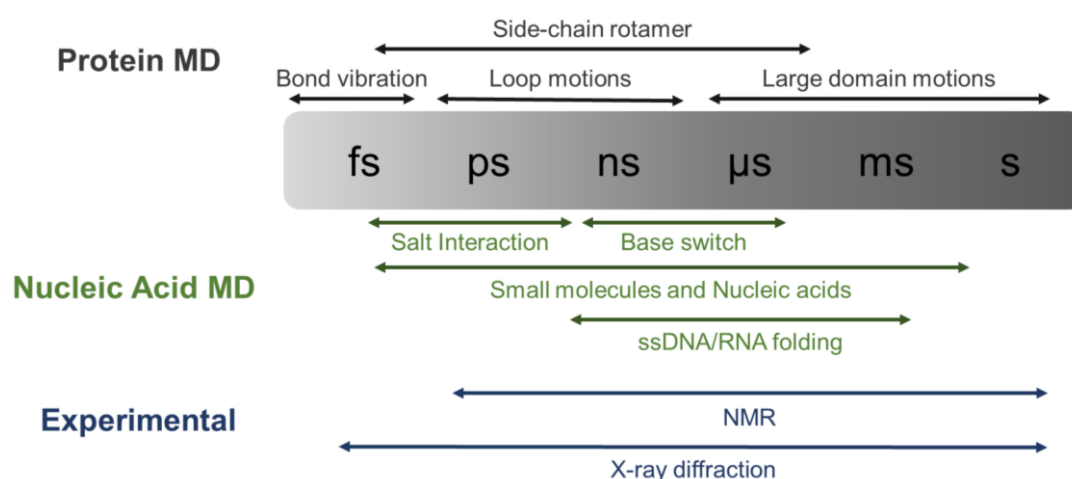 Side-chain rotamer
Protein MD
Bond vibration Loop motions Large domain motions
fs ps ns µs ms s
Salt Interaction Base switch
Nucleic Acid MD
Small molecules and Nucleic acids
ssDNA/RNA folding
Experimental
NMR
X-ray diffraction